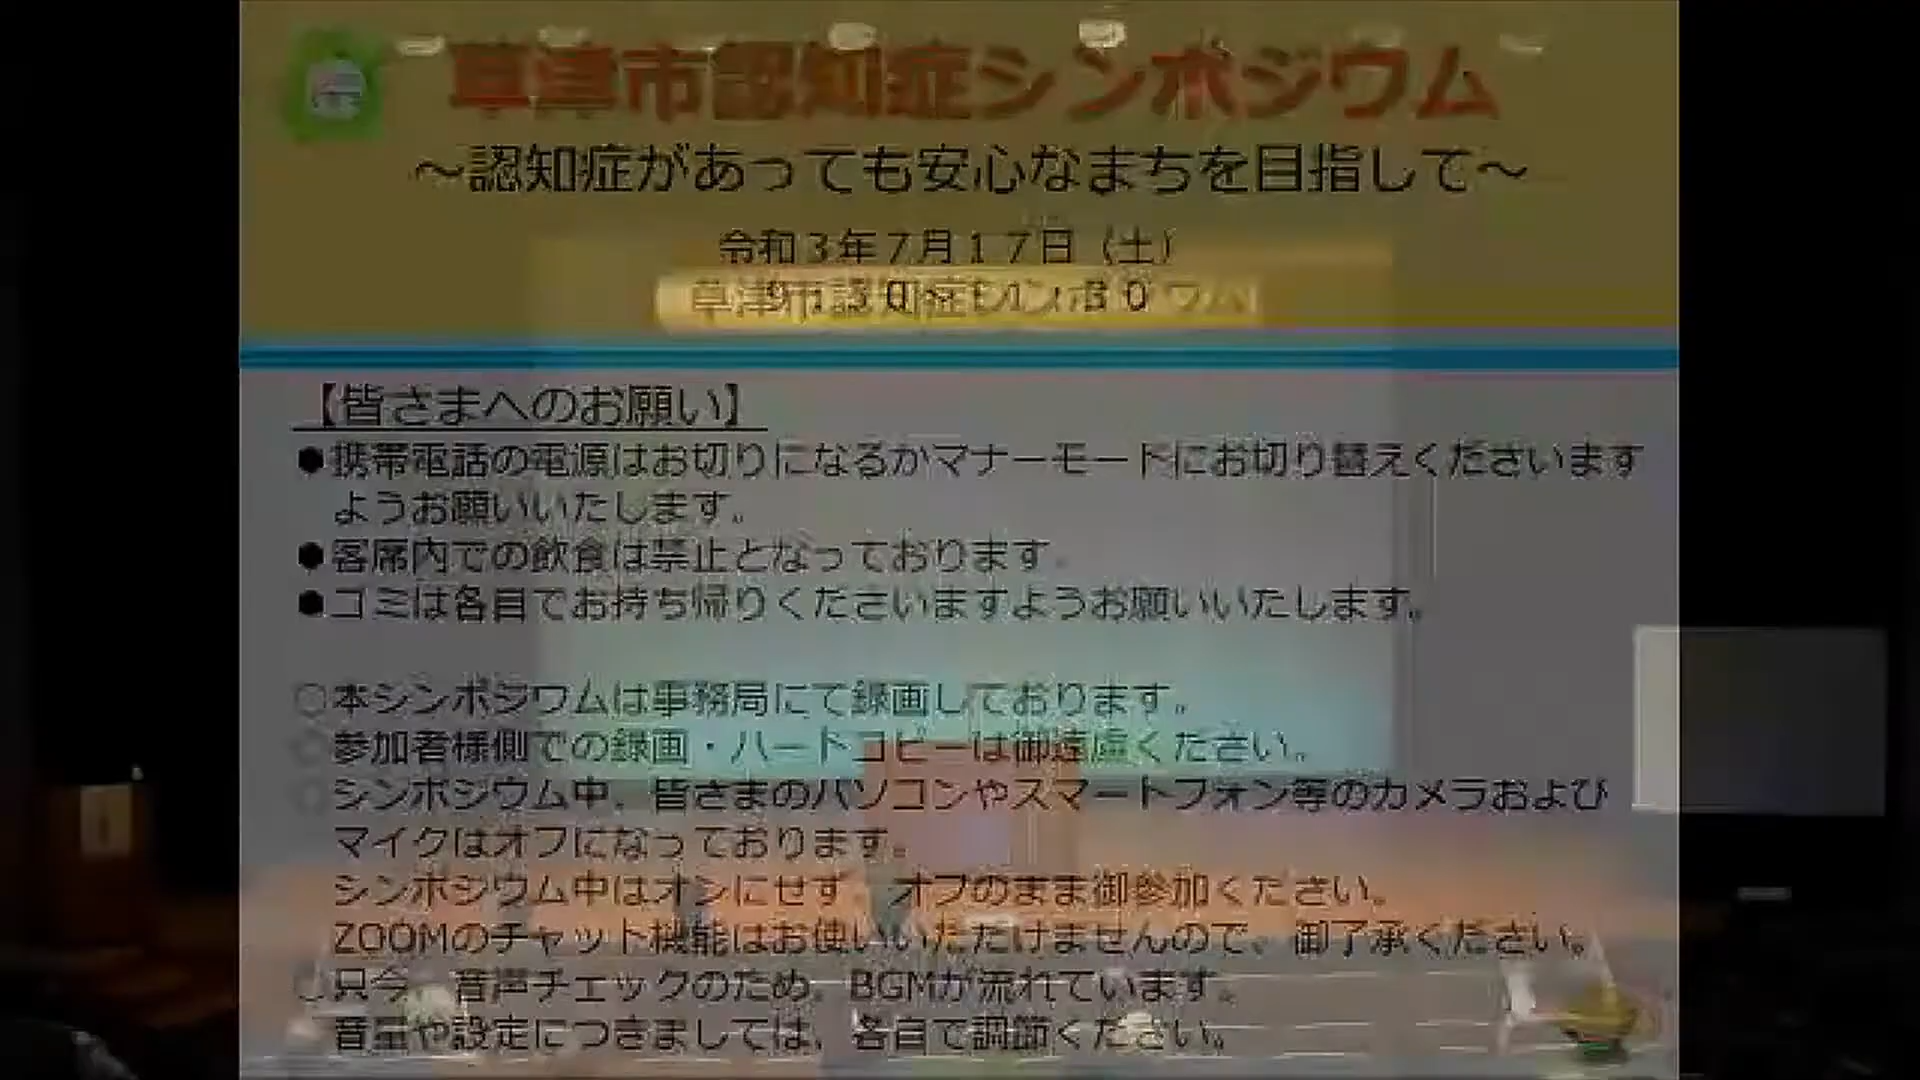 草津市認知症シンポジウム
～認知症があっても安心なまちを目指して～
令和3年7月17日（土）
草津市認知症シンポジウム
【皆さまへのお願い】
●携帯電話の電源はお切りになるかマナーモードにお切り替えくださいます
ようお願いいたします。
●客席内での飲食は禁止となっております。
●ゴミは各自でお持ち帰りくださいますようお願いいたします。
○本シンポジウムは事務局にて録画しております。
○参加者様側での録画・ハードコピーは御遠慮ください。
○シンポジウム中、皆さまのパソコンやスマートフォン等のカメラおよび
マイクはオフになっております。
シンポジウム中はオンにせず、オフのまま御参加ください。
ZOOMのチャット機能はお使いいただけませんので、御了承ください。
○只今、音声チェックのため、BGMが流れています。
音量や設定につきましては、各自で調節ください。